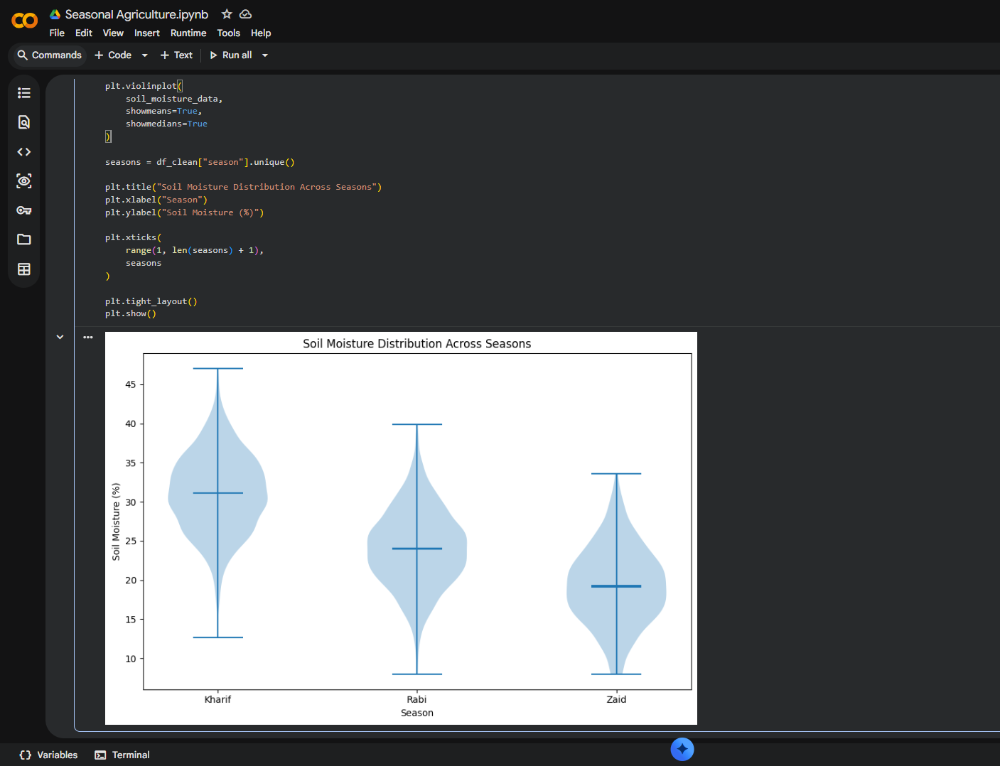 Seasonal Agriculture.ipynb
File Edit View Insert Runtime Tools Help
Commands + Code + Text Run all
plt.violinplot(
    soil_moisture_data,
    showmeans=True,
    showmedians=True
)
seasons = df_clean["season"].unique()
plt.title("Soil Moisture Distribution Across Seasons")
plt.xlabel("Season")
plt.ylabel("Soil Moisture (%)")
plt.xticks(
    range(1, len(seasons) + 1),
    seasons
)
plt.tight_layout()
plt.show()
Soil Moisture Distribution Across Seasons
Soil Moisture (%)
45
40
35
30
25
20
15
10
Kharif Rabi Zaid
Season
{} Variables Terminal